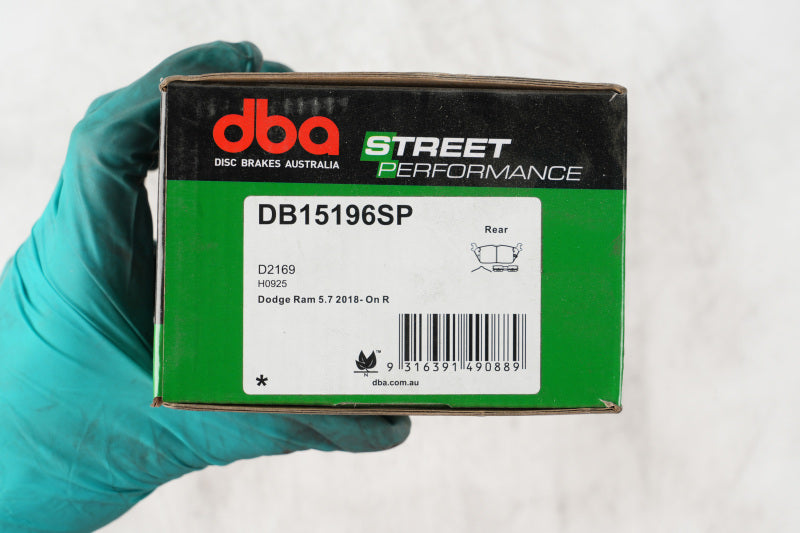 dba
DISC BRAKES AUSTRALIA
STREET
PERFORMANCE
DB15196SP
Rear
D2169
H0925
Dodge Ram 5.7 2018- On R
™
N
9 316391 490889
*
dba.com.au